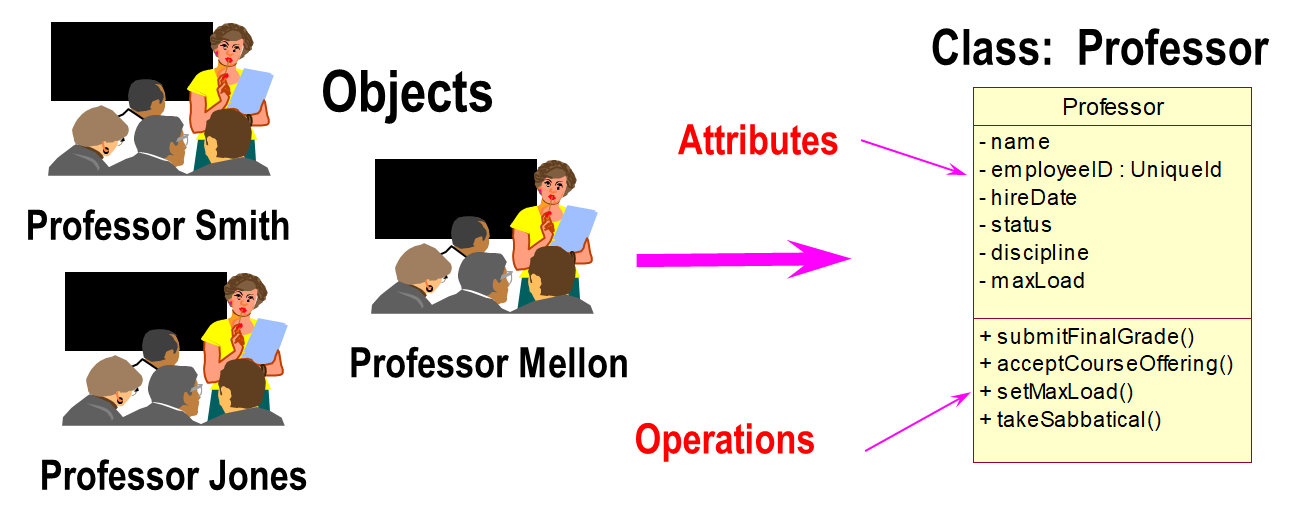 Objects
Professor Smith
Professor Mellon
Professor Jones
Class: Professor
Attributes
Operations
Professor
- name
- employeeID : UniqueId
- hireDate
- status
- discipline
- maxLoad
+ submitFinalGrade()
+ acceptCourseOffering()
+ setMaxLoad()
+ takeSabbatical()